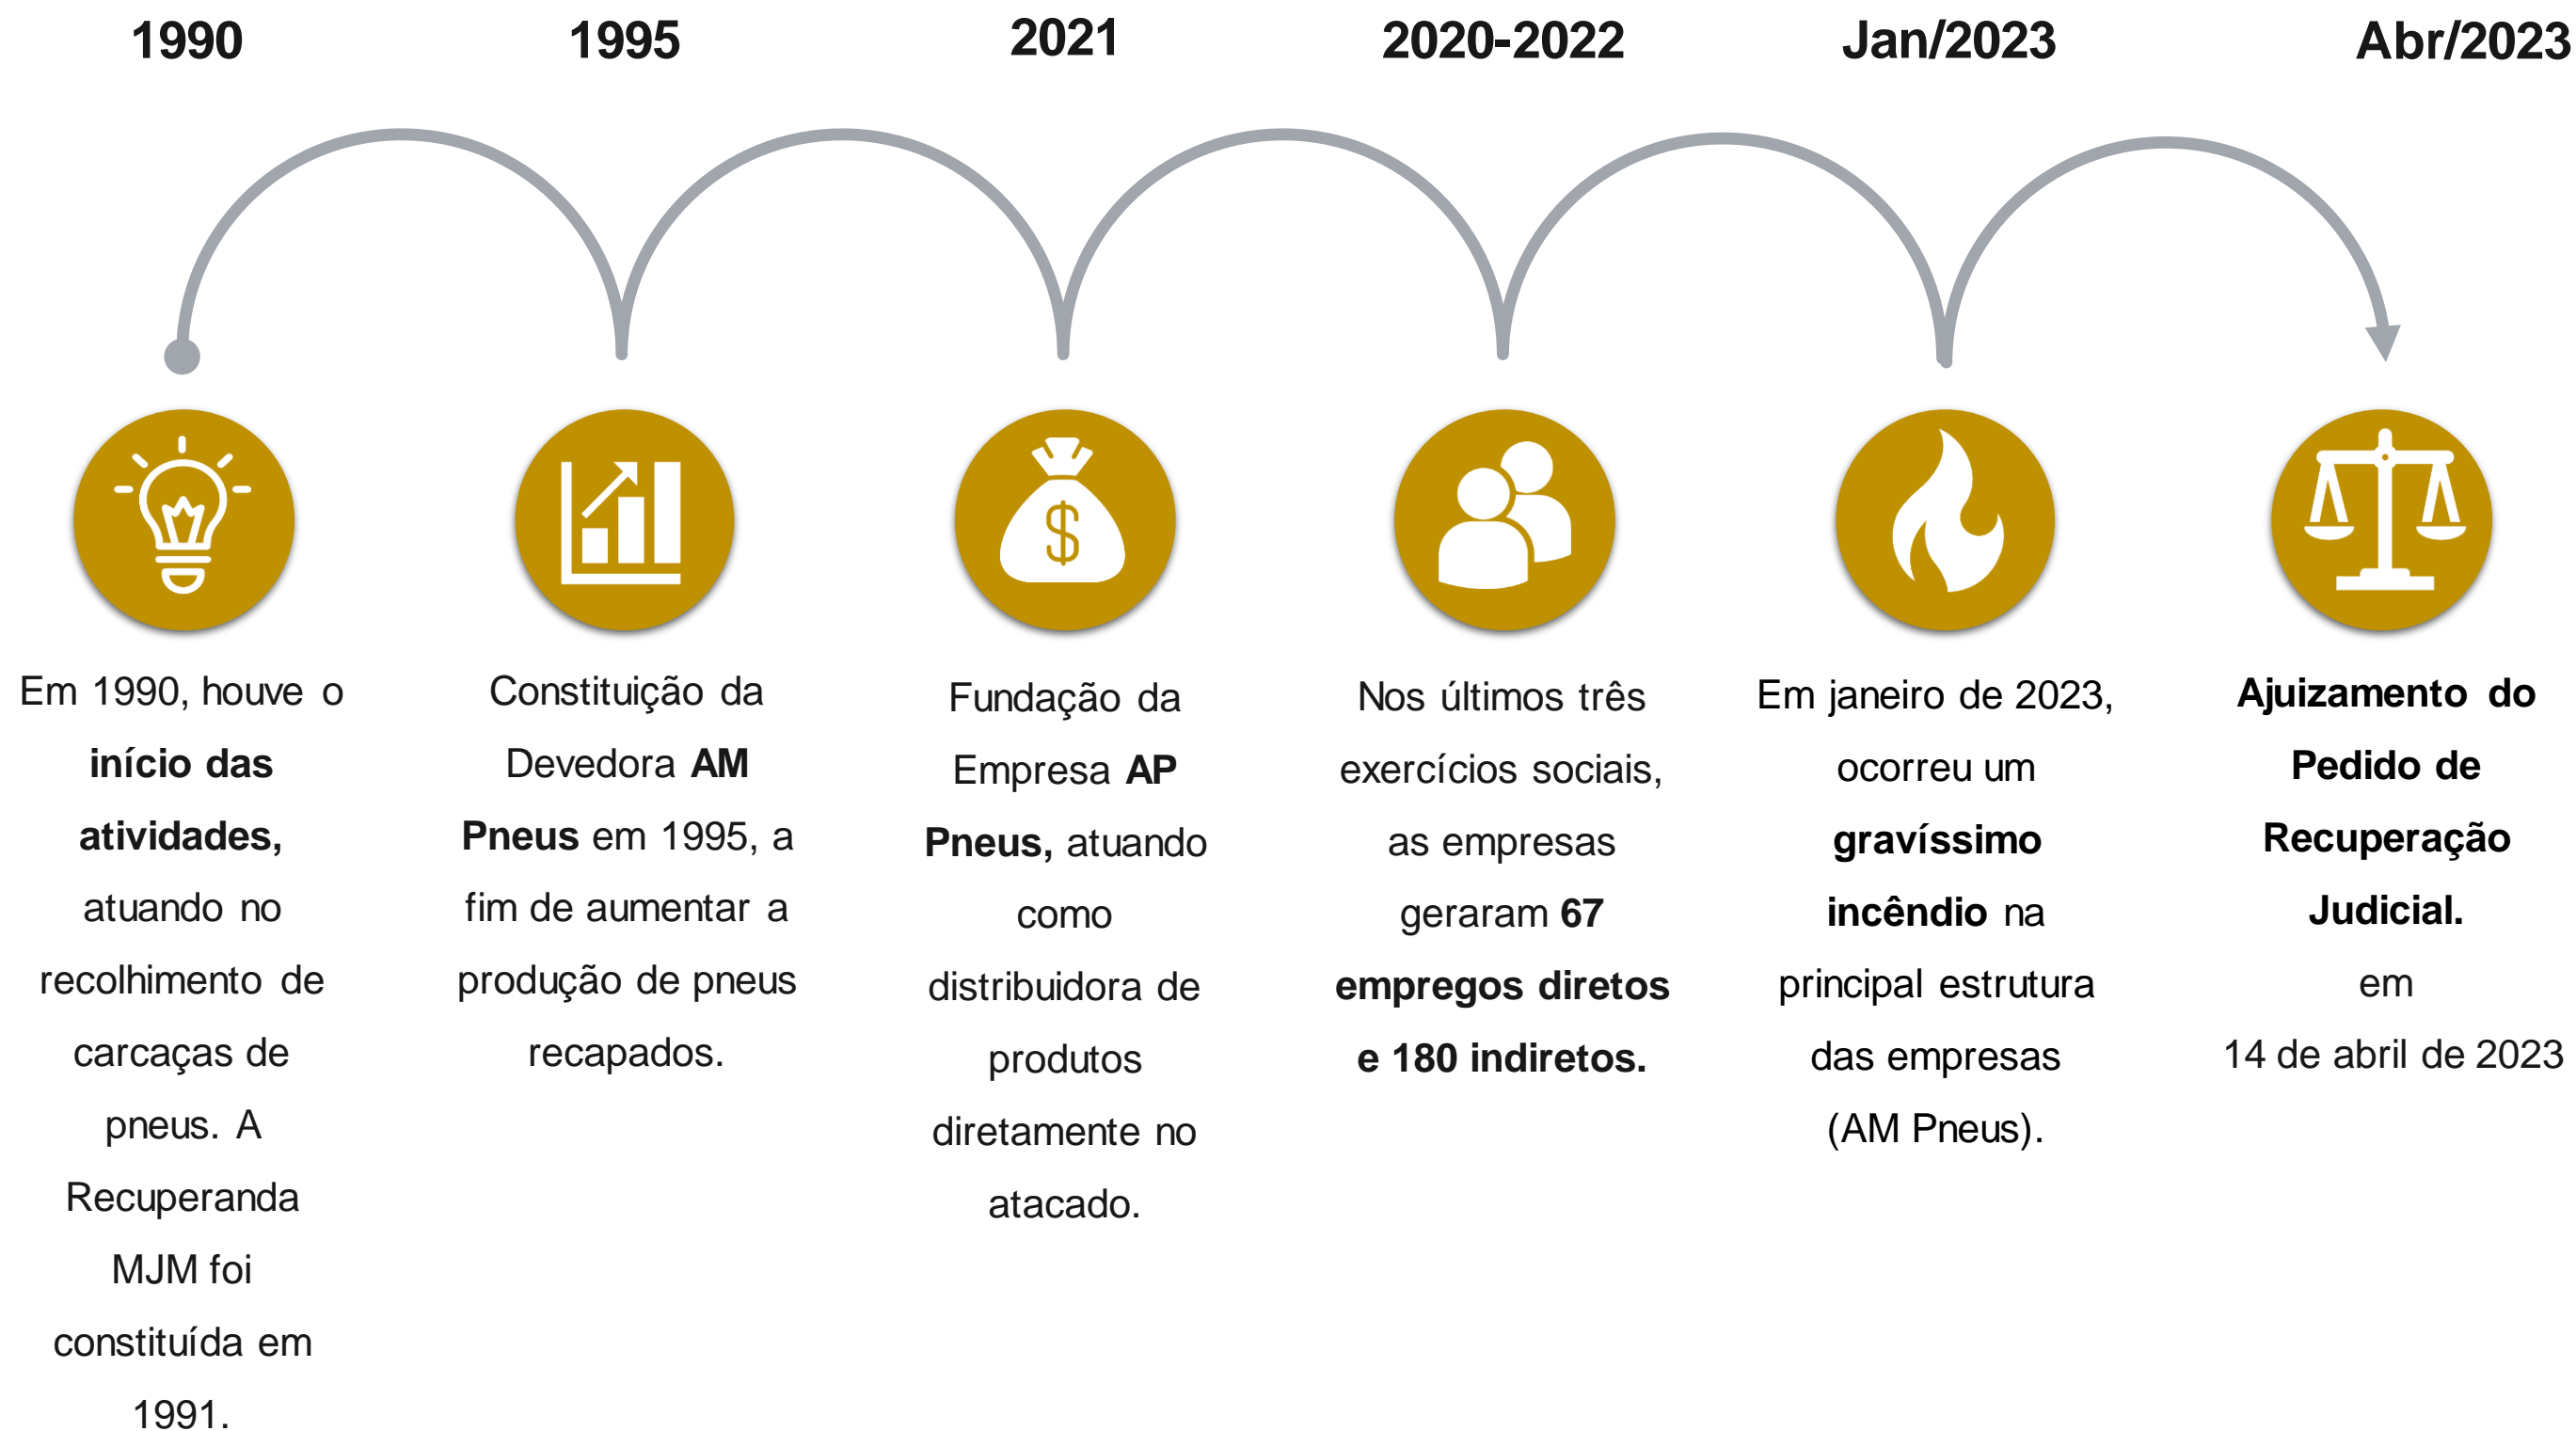 1990
1995
2021
2020-2022
Jan/2023
Abr/2023
Em 1990, houve o
início das
atividades,
atuando no
recolhimento de
carcaças de
pneus. A
Recuperanda
MJM foi
constituída em
1991.
Constituição da
Devedora AM
Pneus em 1995, a
fim de aumentar a
produção de pneus
recapados.
$
Fundação da
Empresa AP
Pneus, atuando
como
distribuidora de
produtos
diretamente no
atacado.
Nos últimos três
exercícios sociais,
as empresas
geraram 67
empregos diretos
e 180 indiretos.
Em janeiro de 2023,
ocorreu um
gravíssimo
incêndio na
principal estrutura
das empresas
(AM Pneus).
Ajuizamento do
Pedido de
Recuperação
Judicial.
em
14 de abril de 2023